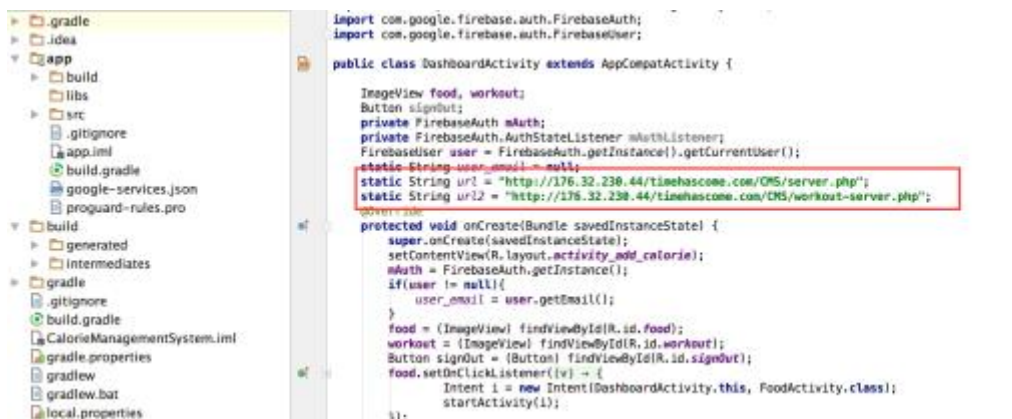 .gradle
.idea
app
build
libs
src
.gitignore
app.iml
build.gradle
google-services.json
proguard-rules.pro
build
generated
intermediates
gradle
.gitignore
build.gradle
CalorieManagementSystem.iml
gradle.properties
gradlew
gradlew.bat
local.properties
import com.google.firebase.auth.FirebaseAuth;
import com.google.firebase.auth.FirebaseUser;
public class DashboardActivity extends AppCompatActivity {
ImageView food, workout;
Button signOut;
private FirebaseAuth mAuth;
private FirebaseAuth.AuthStateListener mAuthListener;
FirebaseUser user = FirebaseAuth.getInstance().getCurrentUser();
static String user_email = null;
static String url = "http://176.32.230.44/timehascome.com/CMS/server.php";
static String url2 = "http://176.32.230.44/timehascome.com/CMS/workout-server.php";
@Override
protected void onCreate(Bundle savedInstanceState) {
super.onCreate(savedInstanceState);
setContentView(R.layout.activity_add_calorie);
mAuth = FirebaseAuth.getInstance();
if(user != null){
user_email = user.getEmail();
}
food = (ImageView) findViewById(R.id.food);
workout = (ImageView) findViewById(R.id.workout);
Button signOut = (Button) findViewById(R.id.signOut);
food.setOnClickListener((v) → {
Intent i = new Intent(DashboardActivity.this, FoodActivity.class);
startActivity(i);
});